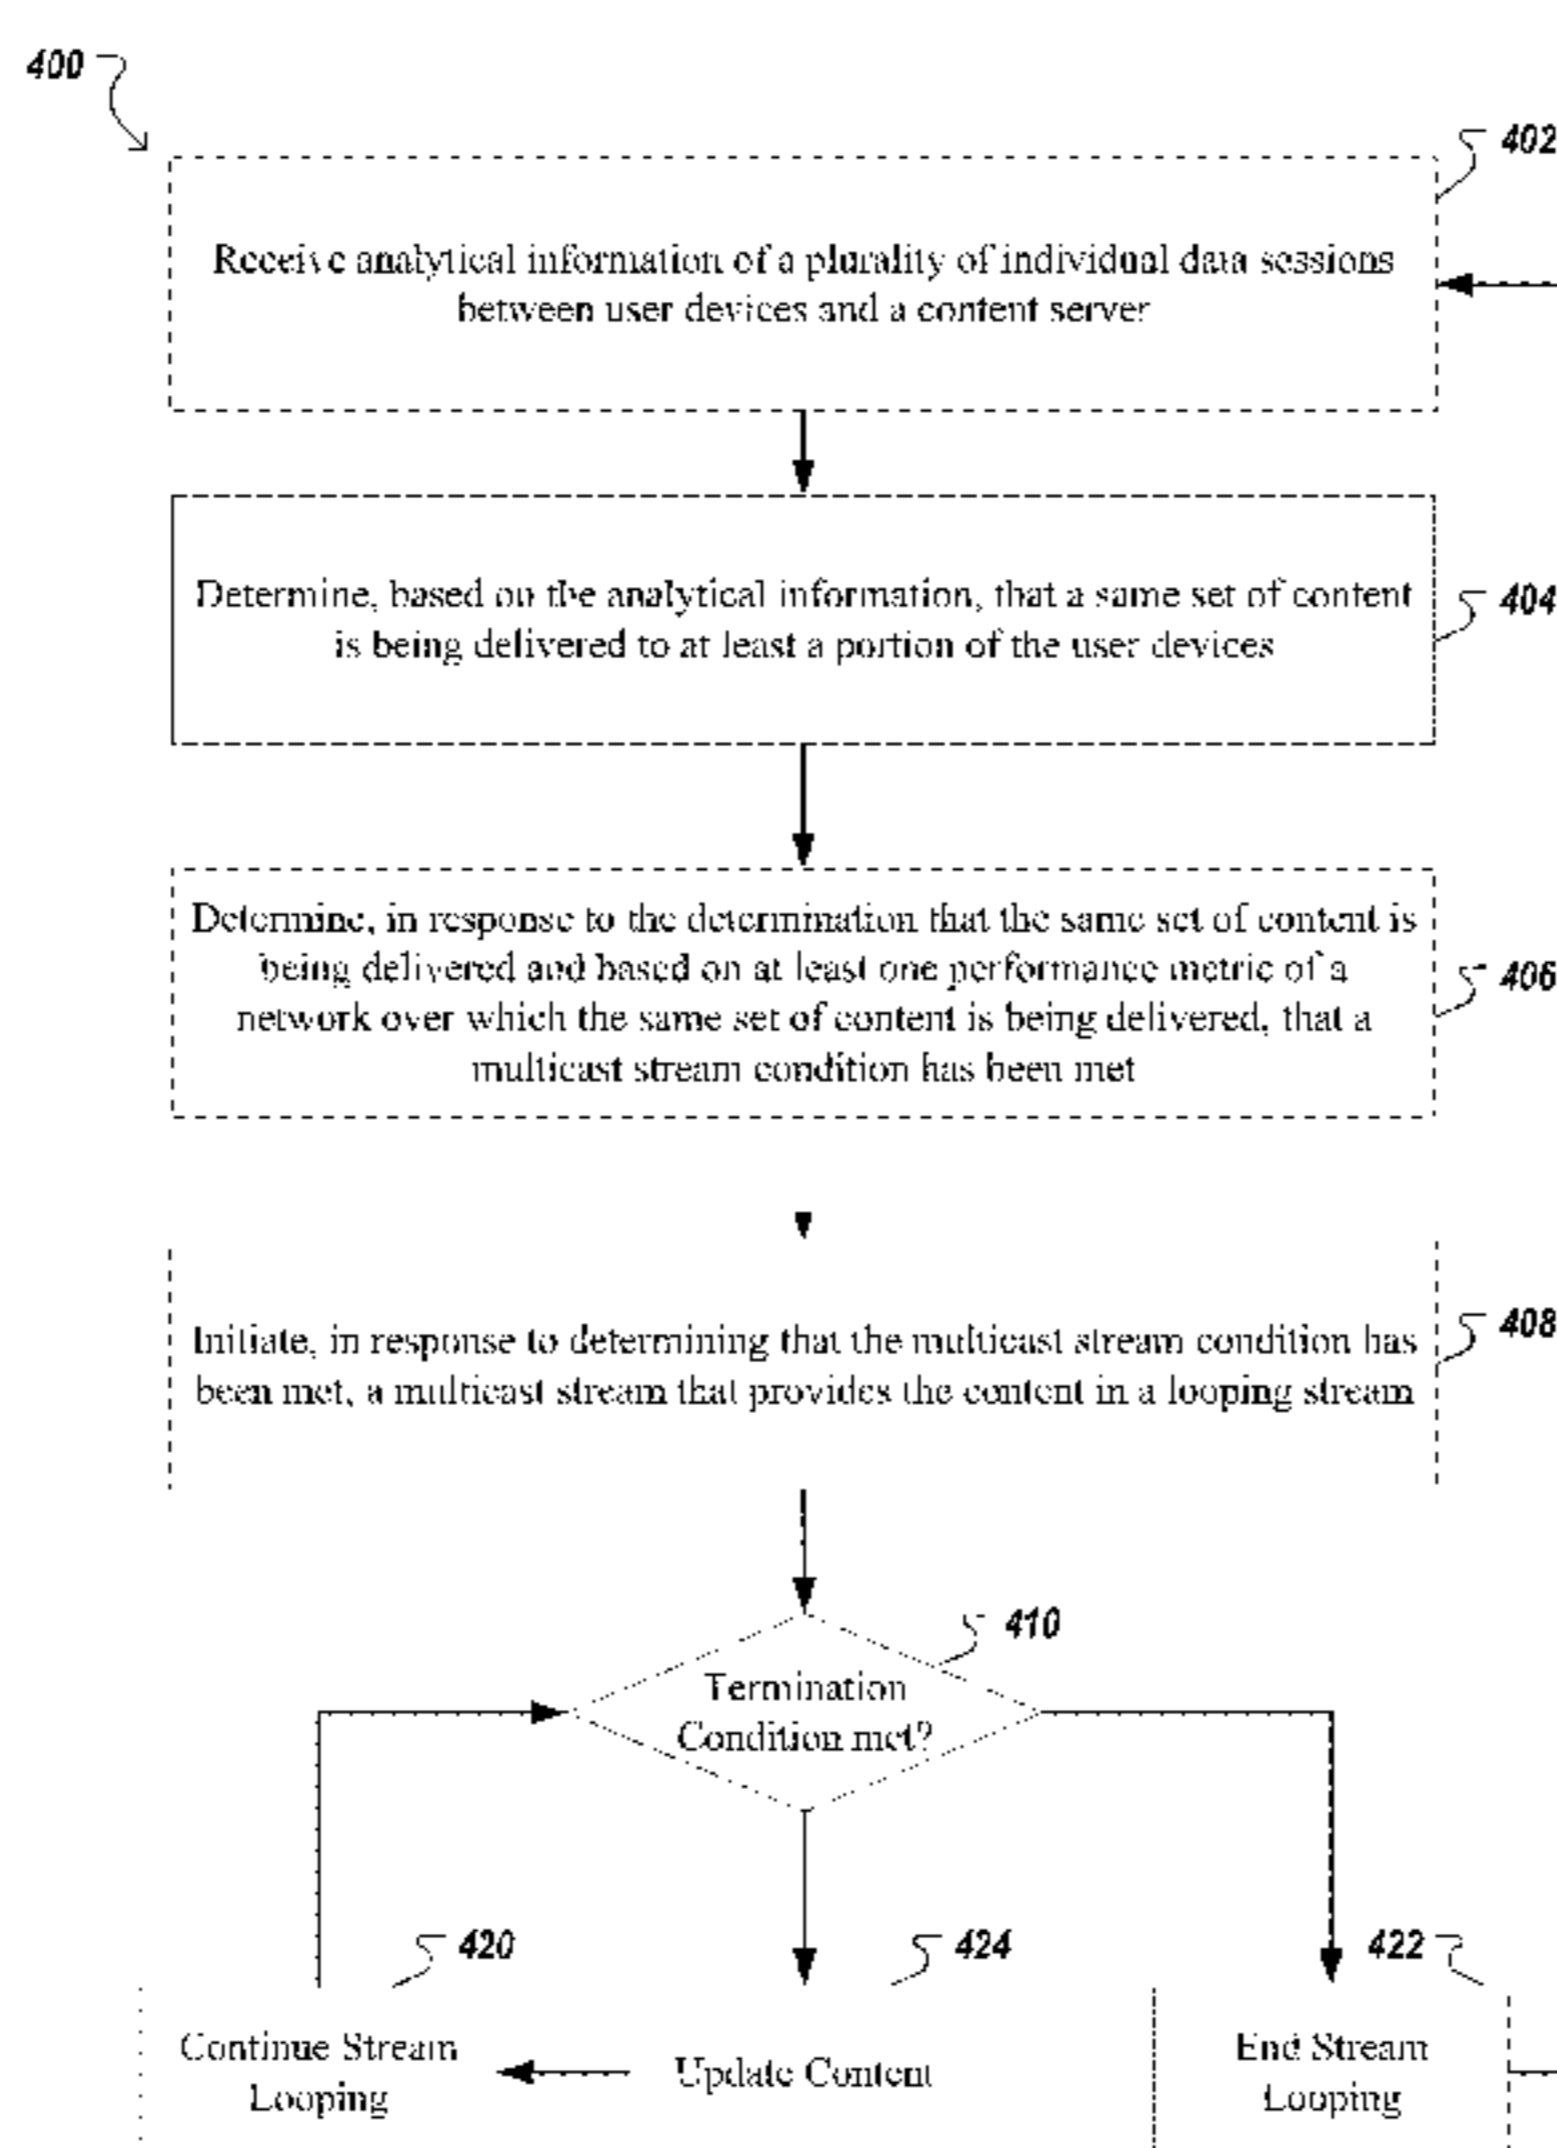 400
402
Receive analytical information of a plurality of individual data sessions
between user devices and a content server
Determine, based on the analytical information, that a same set of content
is being delivered to at least a portion of the user devices
404
Determine, in response to the determination that the same set of content is
being delivered and based on at least one performance metric of a
network over which the same set of content is being delivered, that a
multicast stream condition has been met
406
Initiate, in response to determining that the multicast stream condition has
been met, a multicast stream that provides the content in a looping stream
408
410
Termination
Condition met?
420
424
422
Continue Stream
Looping
Update Content
End Stream
Looping